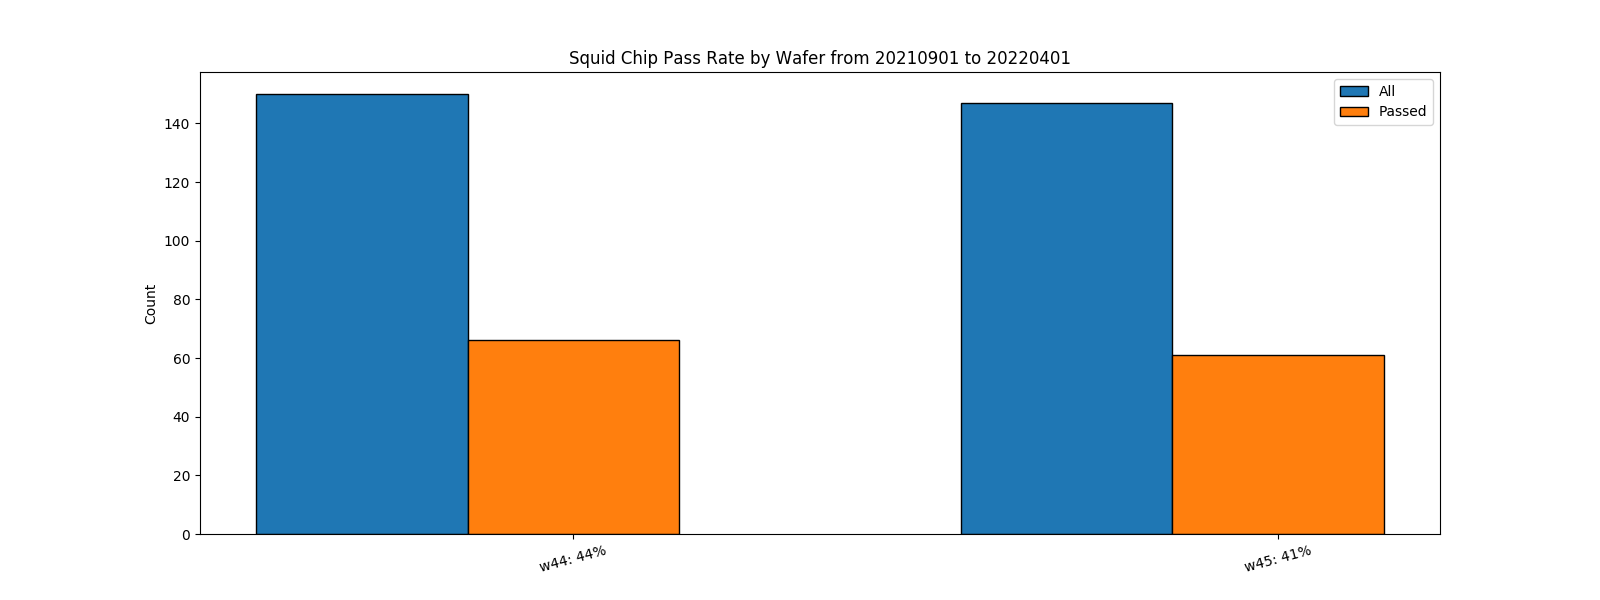 Squid Chip Pass Rate by Wafer from 20210901 to 20220401
All
Passed
140
120
100
80
60
40
20
0
Count
w44: 44%
w45: 41%